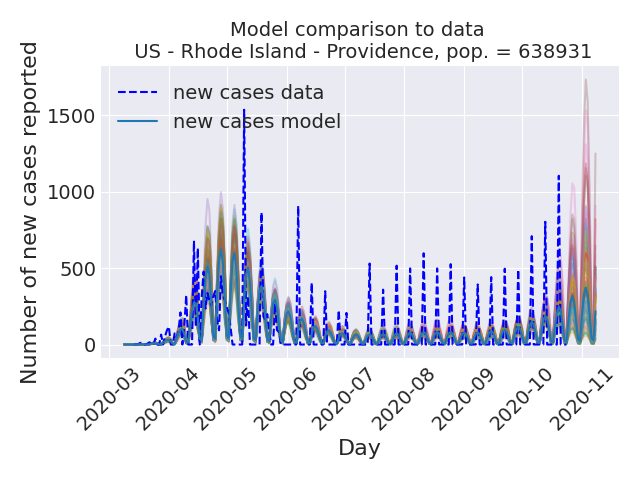 Model comparison to data
US - Rhode Island - Providence, pop. = 638931
Number of new cases reported
1500
1000
500
0
new cases data
new cases model
2020-03
2020-04
2020-05
2020-06
2020-07
2020-08
2020-09
2020-10
2020-11
Day